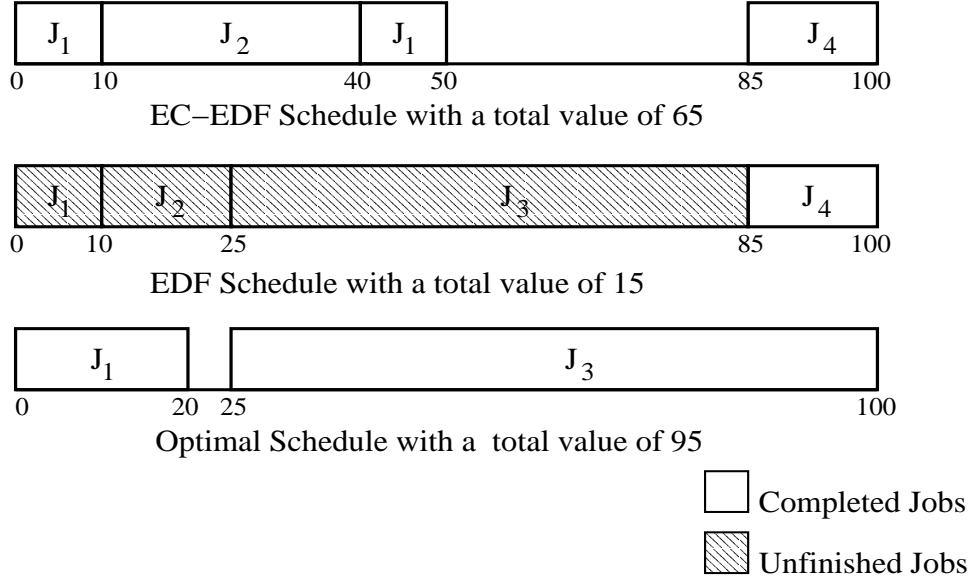 J1 J2 J1 J4
0 10 40 50 85 100
EC−EDF Schedule with a total value of 65
J1 J2 J3 J4
0 10 25 85 100
EDF Schedule with a total value of 15
J1 J3
0 20 25 100
Optimal Schedule with a total value of 95
Completed Jobs
Unfinished Jobs